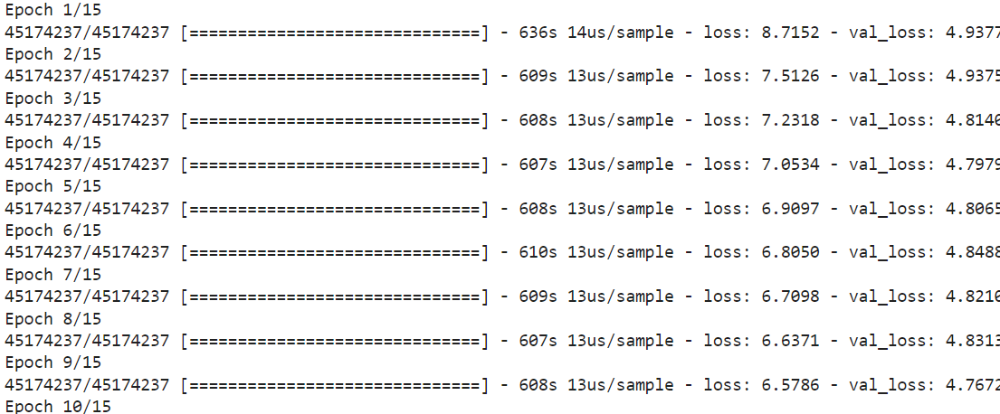 Epoch 1/15
45174237/45174237 [==============================] - 636s 14us/sample - loss: 8.7152 - val_loss: 4.9377
Epoch 2/15
45174237/45174237 [==============================] - 609s 13us/sample - loss: 7.5126 - val_loss: 4.9375
Epoch 3/15
45174237/45174237 [==============================] - 608s 13us/sample - loss: 7.2318 - val_loss: 4.8140
Epoch 4/15
45174237/45174237 [==============================] - 607s 13us/sample - loss: 7.0534 - val_loss: 4.7979
Epoch 5/15
45174237/45174237 [==============================] - 608s 13us/sample - loss: 6.9097 - val_loss: 4.8065
Epoch 6/15
45174237/45174237 [==============================] - 610s 13us/sample - loss: 6.8050 - val_loss: 4.8488
Epoch 7/15
45174237/45174237 [==============================] - 609s 13us/sample - loss: 6.7098 - val_loss: 4.8210
Epoch 8/15
45174237/45174237 [==============================] - 607s 13us/sample - loss: 6.6371 - val_loss: 4.8313
Epoch 9/15
45174237/45174237 [==============================] - 608s 13us/sample - loss: 6.5786 - val_loss: 4.7672
Epoch 10/15